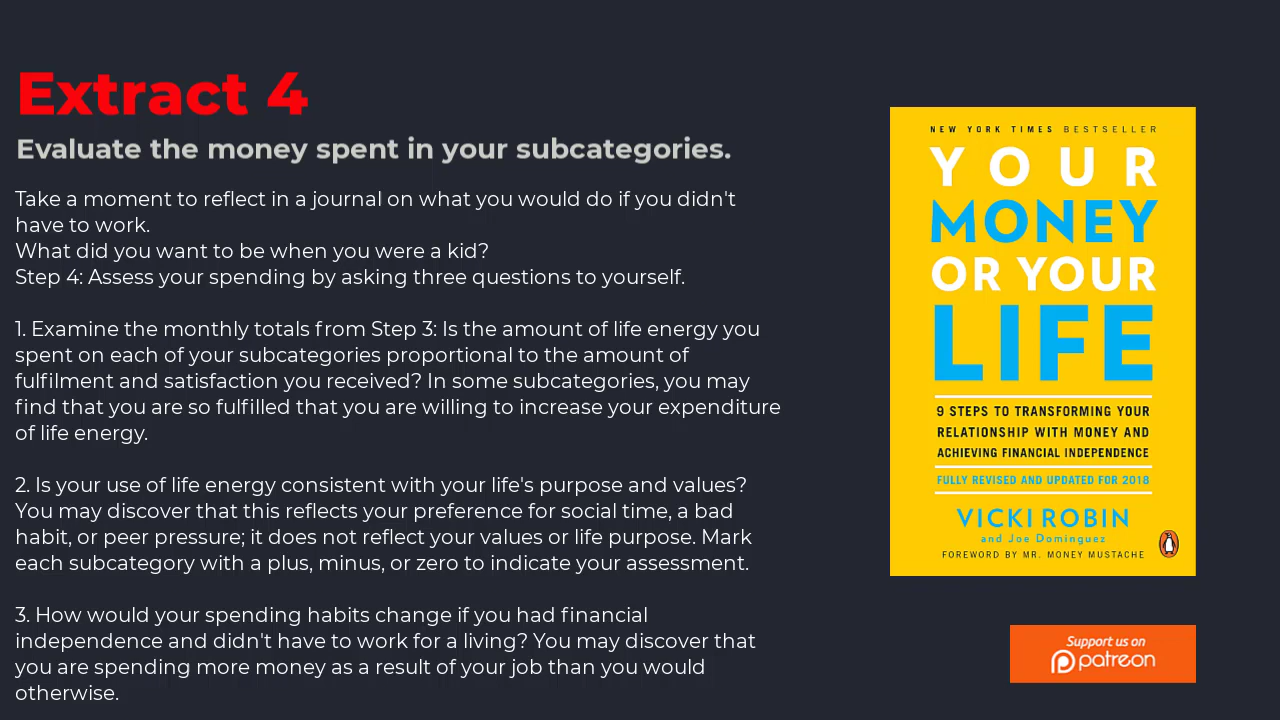 Extract 4
Evaluate the money spent in your subcategories.
Take a moment to reflect in a journal on what you would do if you didn't
have to work.
What did you want to be when you were a kid?
Step 4: Assess your spending by asking three questions to yourself.
1. Examine the monthly totals from Step 3: Is the amount of life energy you
spent on each of your subcategories proportional to the amount of
fulfilment and satisfaction you received? In some subcategories, you may
find that you are so fulfilled that you are willing to increase your expenditure
of life energy.
2. Is your use of life energy consistent with your life's purpose and values?
You may discover that this reflects your preference for social time, a bad
habit, or peer pressure; it does not reflect your values or life purpose. Mark
each subcategory with a plus, minus, or zero to indicate your assessment.
3. How would your spending habits change if you had financial
independence and didn't have to work for a living? You may discover that
you are spending more money as a result of your job than you would
otherwise.
NEW YORK TIMES BESTSELLER
YOUR
MONEY
OR YOUR
LIFE
9 STEPS TO TRANSFORMING YOUR
RELATIONSHIP WITH MONEY AND
ACHIEVING FINANCIAL INDEPENDENCE
FULLY REVISED AND UPDATED FOR 2018
VICKI ROBIN
and Joe Dominguez
FOREWORD BY MR. MONEY MUSTACHE
Support us on
patreon